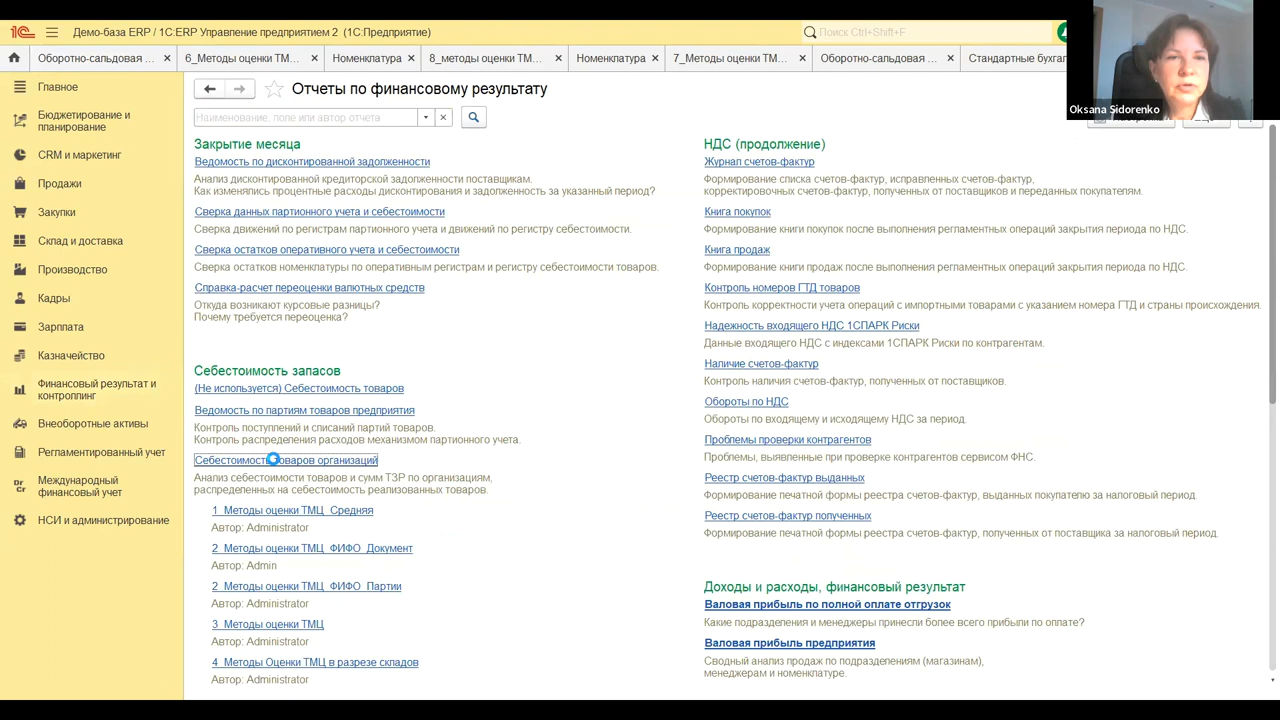 Демо-база ERP / 1С:ERP Управление предприятием 2 (1С:Предприятие)
Поиск Ctrl+Shift+F
Оборотно-сальдовая ... ×
6_Методы оценки ТМ... ×
Номенклатура ×
8_методы оценки ТМ... ×
Номенклатура ×
7_Методы оценки ТМ... ×
Оборотно-сальдовая ... ×
Стандартные бухгал
Oksana Sidorenko
Главное
Бюджетирование и
планирование
CRM и маркетинг
Продажи
Закупки
Склад и доставка
Производство
Кадры
Зарплата
Казначейство
Финансовый результат и
контроллинг
Внеоборотные активы
Регламентированный учет
Международный
финансовый учет
НСИ и администрирование
Отчеты по финансовому результату
Наименование, поле или автор отчета
Закрытие месяца
Ведомость по дисконтированной задолженности
Анализ дисконтированной кредиторской задолженности поставщикам.
Как изменялись процентные расходы дисконтирования и задолженность за указанный период?
Сверка данных партионного учета и себестоимости
Сверка движений по регистрам партионного учета и движений по регистру себестоимости.
Сверка остатков оперативного учета и себестоимости
Сверка остатков номенклатуры по оперативным регистрам и регистру себестоимости товаров.
Справка-расчет переоценки валютных средств
Откуда возникают курсовые разницы?
Почему требуется переоценка?
Себестоимость запасов
(Не используется) Себестоимость товаров
Ведомость по партиям товаров предприятия
Контроль поступлений и списаний партий товаров.
Контроль распределения расходов механизмом партионного учета.
Себестоимость товаров организаций
Анализ себестоимости товаров и сумм ТЗР по организациям,
распределенных на себестоимость реализованных товаров.
1_Методы оценки ТМЦ_Средняя
Автор: Administrator
2_Методы оценки ТМЦ_ФИФО_Документ
Автор: Admin
2_Методы оценки ТМЦ_ФИФО_Партии
Автор: Administrator
3_Методы оценки ТМЦ
Автор: Administrator
4_Методы Оценки ТМЦ в разрезе складов
Автор: Administrator
НДС (продолжение)
Журнал счетов-фактур
Формирование списка счетов-фактур, исправленных счетов-фактур,
корректировочных счетов-фактур, полученных от поставщиков и переданных покупателям.
Книга покупок
Формирование книги покупок после выполнения регламентных операций закрытия периода по НДС.
Книга продаж
Формирование книги продаж после выполнения регламентных операций закрытия периода по НДС.
Контроль номеров ГТД товаров
Контроль корректности учета операций с импортными товарами с указанием номера ГТД и страны происхождения.
Надежность входящего НДС 1СПАРК Риски
Данные входящего НДС с индексами 1СПАРК Риски по контрагентам.
Наличие счетов-фактур
Контроль наличия счетов-фактур, полученных от поставщиков.
Обороты по НДС
Обороты по входящему и исходящему НДС за период.
Проблемы проверки контрагентов
Проблемы, выявленные при проверке контрагентов сервисом ФНС.
Реестр счетов-фактур выданных
Формирование печатной формы реестра счетов-фактур, выданных покупателю за налоговый период.
Реестр счетов-фактур полученных
Формирование печатной формы реестра счетов-фактур, полученных от поставщика за налоговый период.
Доходы и расходы, финансовый результат
Валовая прибыль по полной оплате отгрузок
Какие подразделения и менеджеры принесли более всего прибыли по оплате?
Валовая прибыль предприятия
Сводный анализ продаж по подразделениям (магазинам),
менеджерам и номенклатуре.